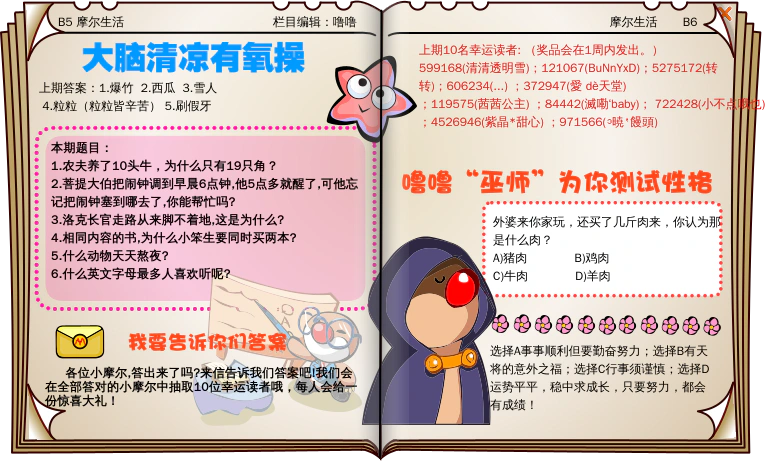 B5 摩尔生活
栏目编辑：噜噜
大脑清凉有氧操
上期答案：1.爆竹 2.西瓜 3.雪人
4.粒粒（粒粒皆辛苦） 5.刷假牙
本期题目：
1.农夫养了10头牛，为什么只有19只角？
2.菩提大伯把闹钟调到早晨6点钟,他5点多就醒了,可他忘
记把闹钟塞到哪去了,你能帮忙吗?
3.洛克长官走路从来脚不着地,这是为什么?
4.相同内容的书,为什么小笨生要同时买两本?
5.什么动物天天熬夜?
6.什么英文字母最多人喜欢听呢?
我要告诉你们答案
各位小摩尔,答出来了吗?来信告诉我们答案吧!我们会
在全部答对的小摩尔中抽取10位幸运读者哦，每人会给一
份惊喜大礼！
摩尔生活 B6
上期10名幸运读者: （奖品会在1周内发出。）
599168(清清透明雪)；121067(BuNnYxD)；5275172(转
转)；606234(...) ；372947(愛 dè天堂)
；119575(茜茜公主) ；84442(滅嘞'baby)； 722428(小不点哦也)
；4526946(紫晶*甜心) ；971566(੭曉❛饅頭)
噜噜“巫师”为你测试性格
外婆来你家玩，还买了几斤肉来，你认为那
是什么肉？
A)猪肉 B)鸡肉
C)牛肉 D)羊肉
选择A事事顺利但要勤奋努力；选择B有天
将的意外之福；选择C行事须谨慎；选择D
运势平平，稳中求成长，只要努力，都会
有成绩！